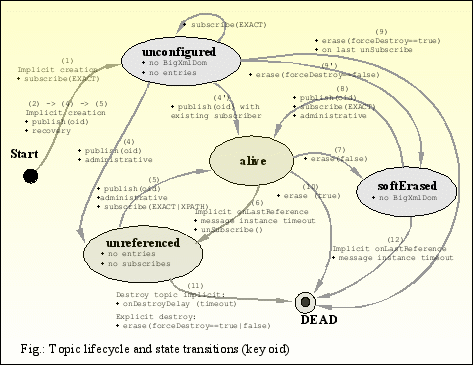 • subscribe(EXACT)
(9)
• erase(forceDestroy==true)
• on last unSubscribe
unconfigured
• no BigXmlDom
• no entries
(1)
Implicit creation
• subscribe(EXACT)
(9')
• erase(forceDestroy==false)
(2) -> (4) -> (5)
Implicit creation
• publish(oid)
• recovery
(4')
• publish(oid) with
existing subscriber
(8)
• publish(oid)
• subscribe(EXACT)
• administrative
Start
(4)
• publish(oid)
• administrative
alive
(7)
• erase(false)
(5)
• publish(oid)
administrative
• subscribe(EXACT|XPATH)
(10)
• erase (true)
softErased
• no BigXmlDom
(6)
Implicit onLastReference
• message instance timeout
• unSubscribe()
unreferenced
• no entries
• no subscribes
(12)
Implicit onLastReference
• message instance timeout
(11)
Destroy topic implicit:
• onDestroyDelay (timeout)
Explicit destroy:
• erase(forceDestroy==true|false)
DEAD
Fig.: Topic lifecycle and state transitions (key oid)